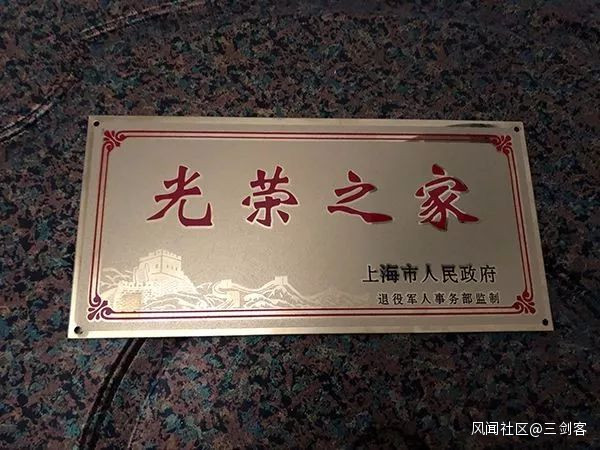 光荣之家
上海市人民政府
退役军人事务部监制
风闻社区@三剑客